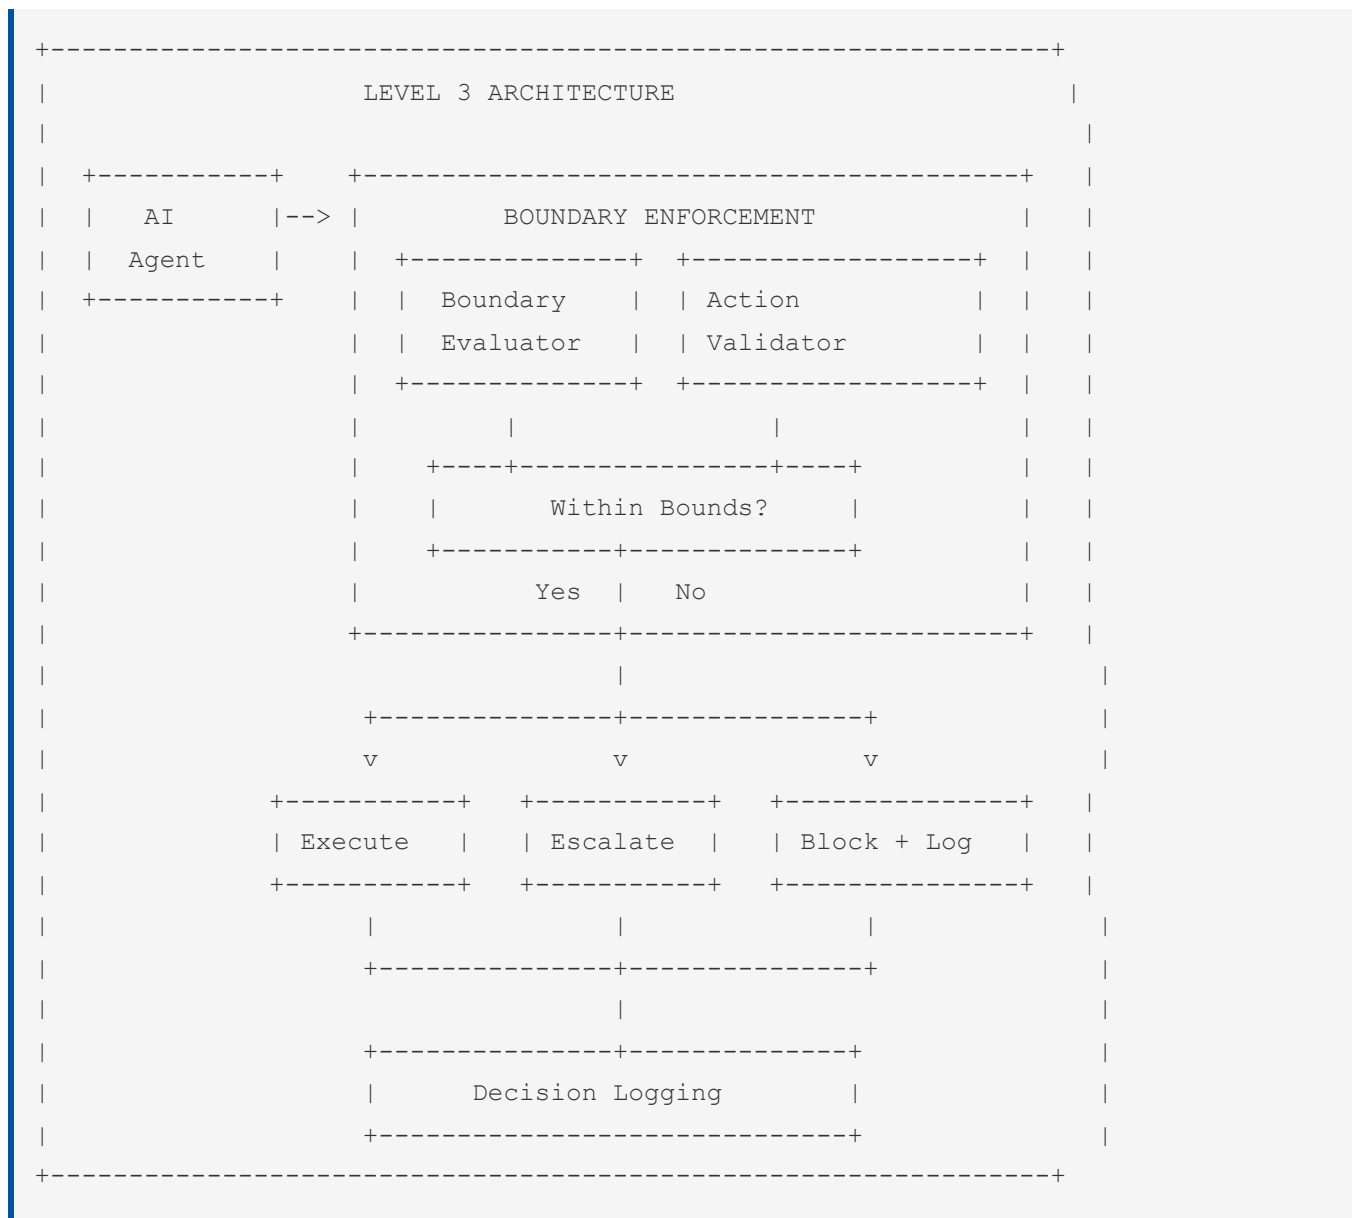 +----------------------------------------------------------------+
|                    LEVEL 3 ARCHITECTURE                         |
|                                                                  |
|  +-----------+    +------------------------------------------+   |
|  |   AI      |--> |         BOUNDARY ENFORCEMENT             |   |
|  |  Agent    |    |  +--------------+  +------------------+  |   |
|  +-----------+    |  |  Boundary    |  | Action           |  |   |
|                   |  |  Evaluator   |  | Validator        |  |   |
|                   |  +--------------+  +------------------+  |   |
|                   |         |                |               |   |
|                   |    +----+----------------+----+          |   |
|                   |    |       Within Bounds?     |          |   |
|                   |    +-----------+--------------+          |   |
|                   |           Yes  |   No                    |   |
|                   +----------------+-------------------------+   |
|                                    |                              |
|                    +---------------+---------------+              |
|                    v               v               v              |
|              +-----------+   +-----------+   +---------------+   |
|              | Execute   |   | Escalate  |   | Block + Log   |   |
|              +-----------+   +-----------+   +---------------+   |
|                    |               |               |              |
|                    +---------------+---------------+              |
|                                    |                              |
|                    +---------------+--------------+               |
|                    |      Decision Logging        |               |
|                    +------------------------------+               |
+----------------------------------------------------------------+